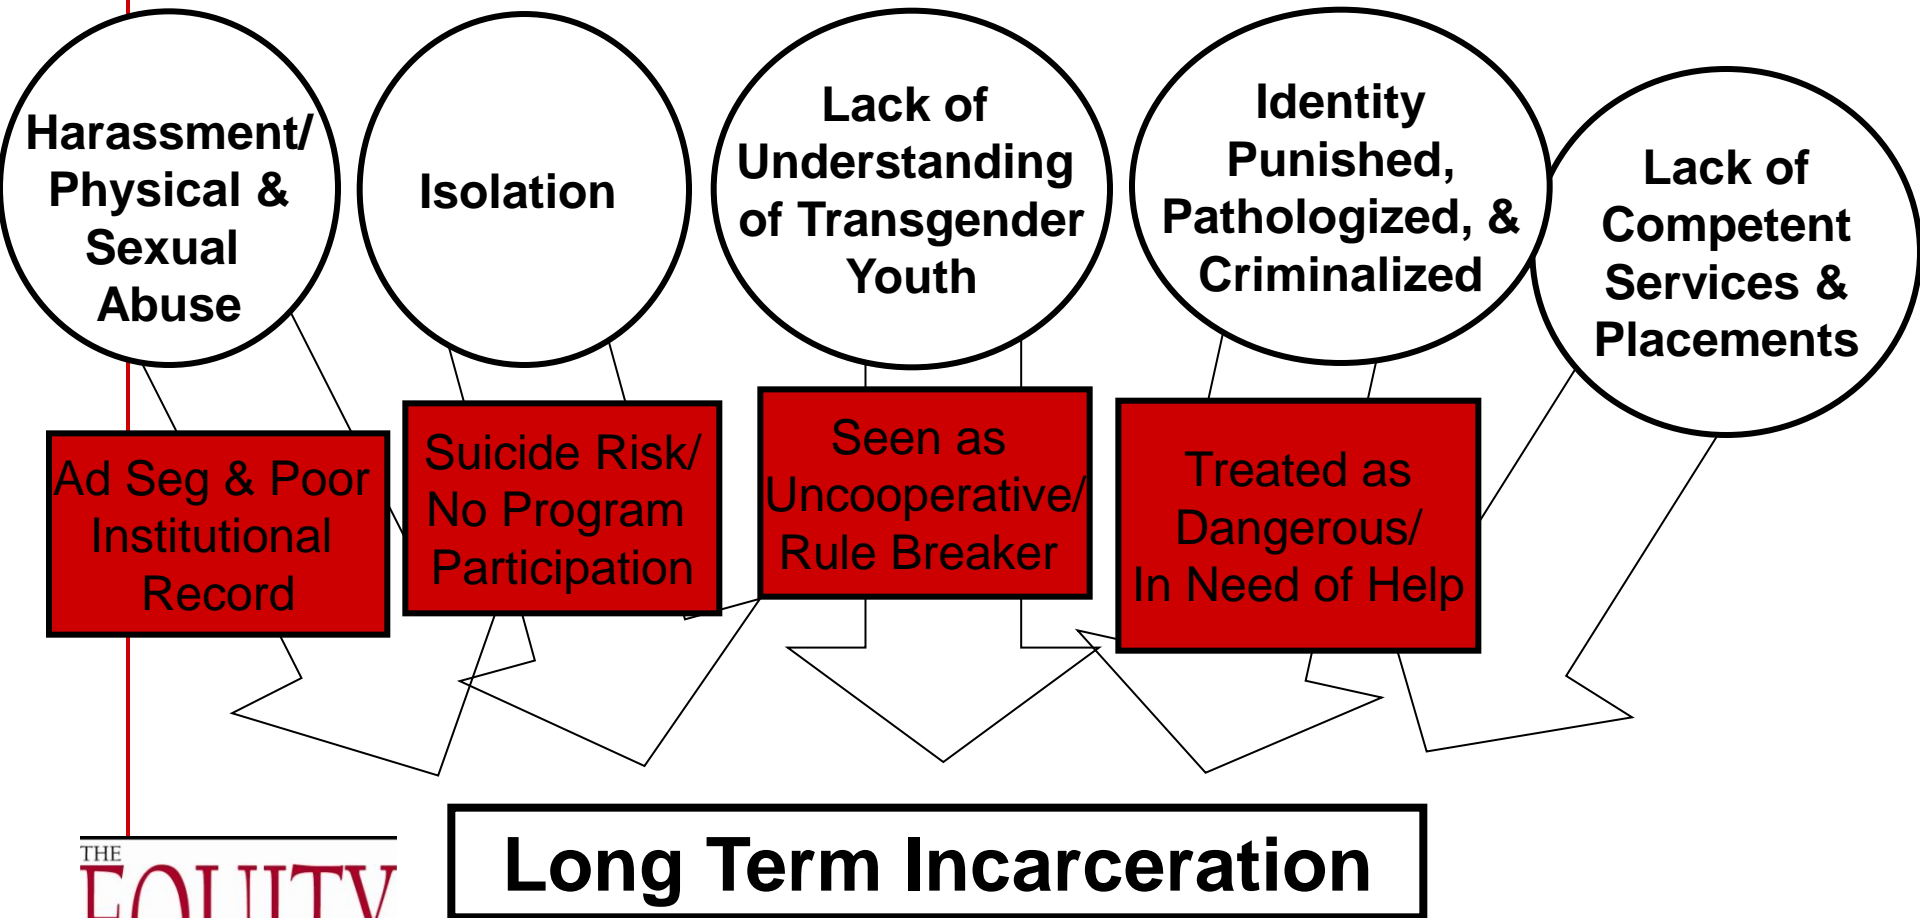 Harassment/
Physical &
Sexual
Abuse
Isolation
Lack of
Understanding
of Transgender
Youth
Identity
Punished,
Pathologized, &
Criminalized
Lack of
Competent
Services &
Placements
Ad Seg & Poor
Institutional
Record
Suicide Risk/
No Program
Participation
Seen as
Uncooperative/
Rule Breaker
Treated as
Dangerous/
In Need of Help
Long Term Incarceration
THE
EQUITY